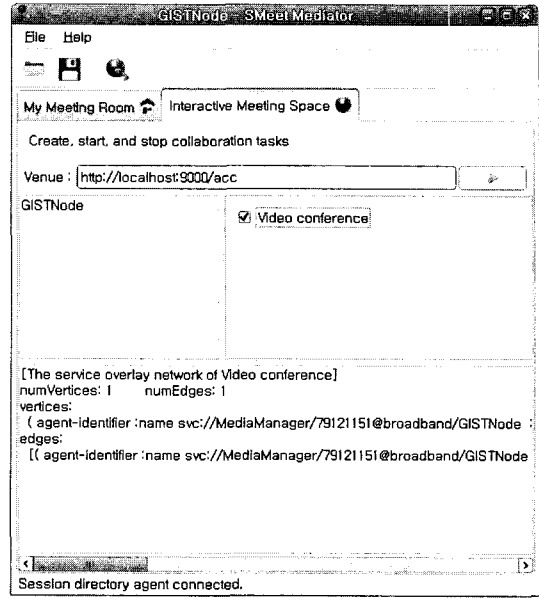 GISTNode - SMeet Mediator
File Help
My Meeting Room Interactive Meeting Space
Create, start, and stop collaboration tasks
Venue : http://localhost:9000/acc
GISTNode
Video conference
[The service overlay network of Video conference]
numVertices: 1 numEdges: 1
vertices:
( agent-identifier :name svc://MediaManager/79121151@broadband/GISTNode :
edges:
[( agent-identifier :name svc://MediaManager/79121151@broadband/GISTNode
Session directory agent connected.